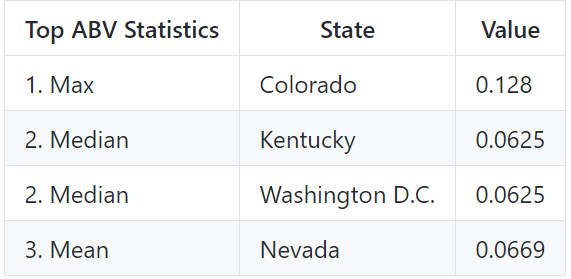 Top ABV Statistics State Value
1. Max Colorado 0.128
2. Median Kentucky 0.0625
2. Median Washington D.C. 0.0625
3. Mean Nevada 0.0669